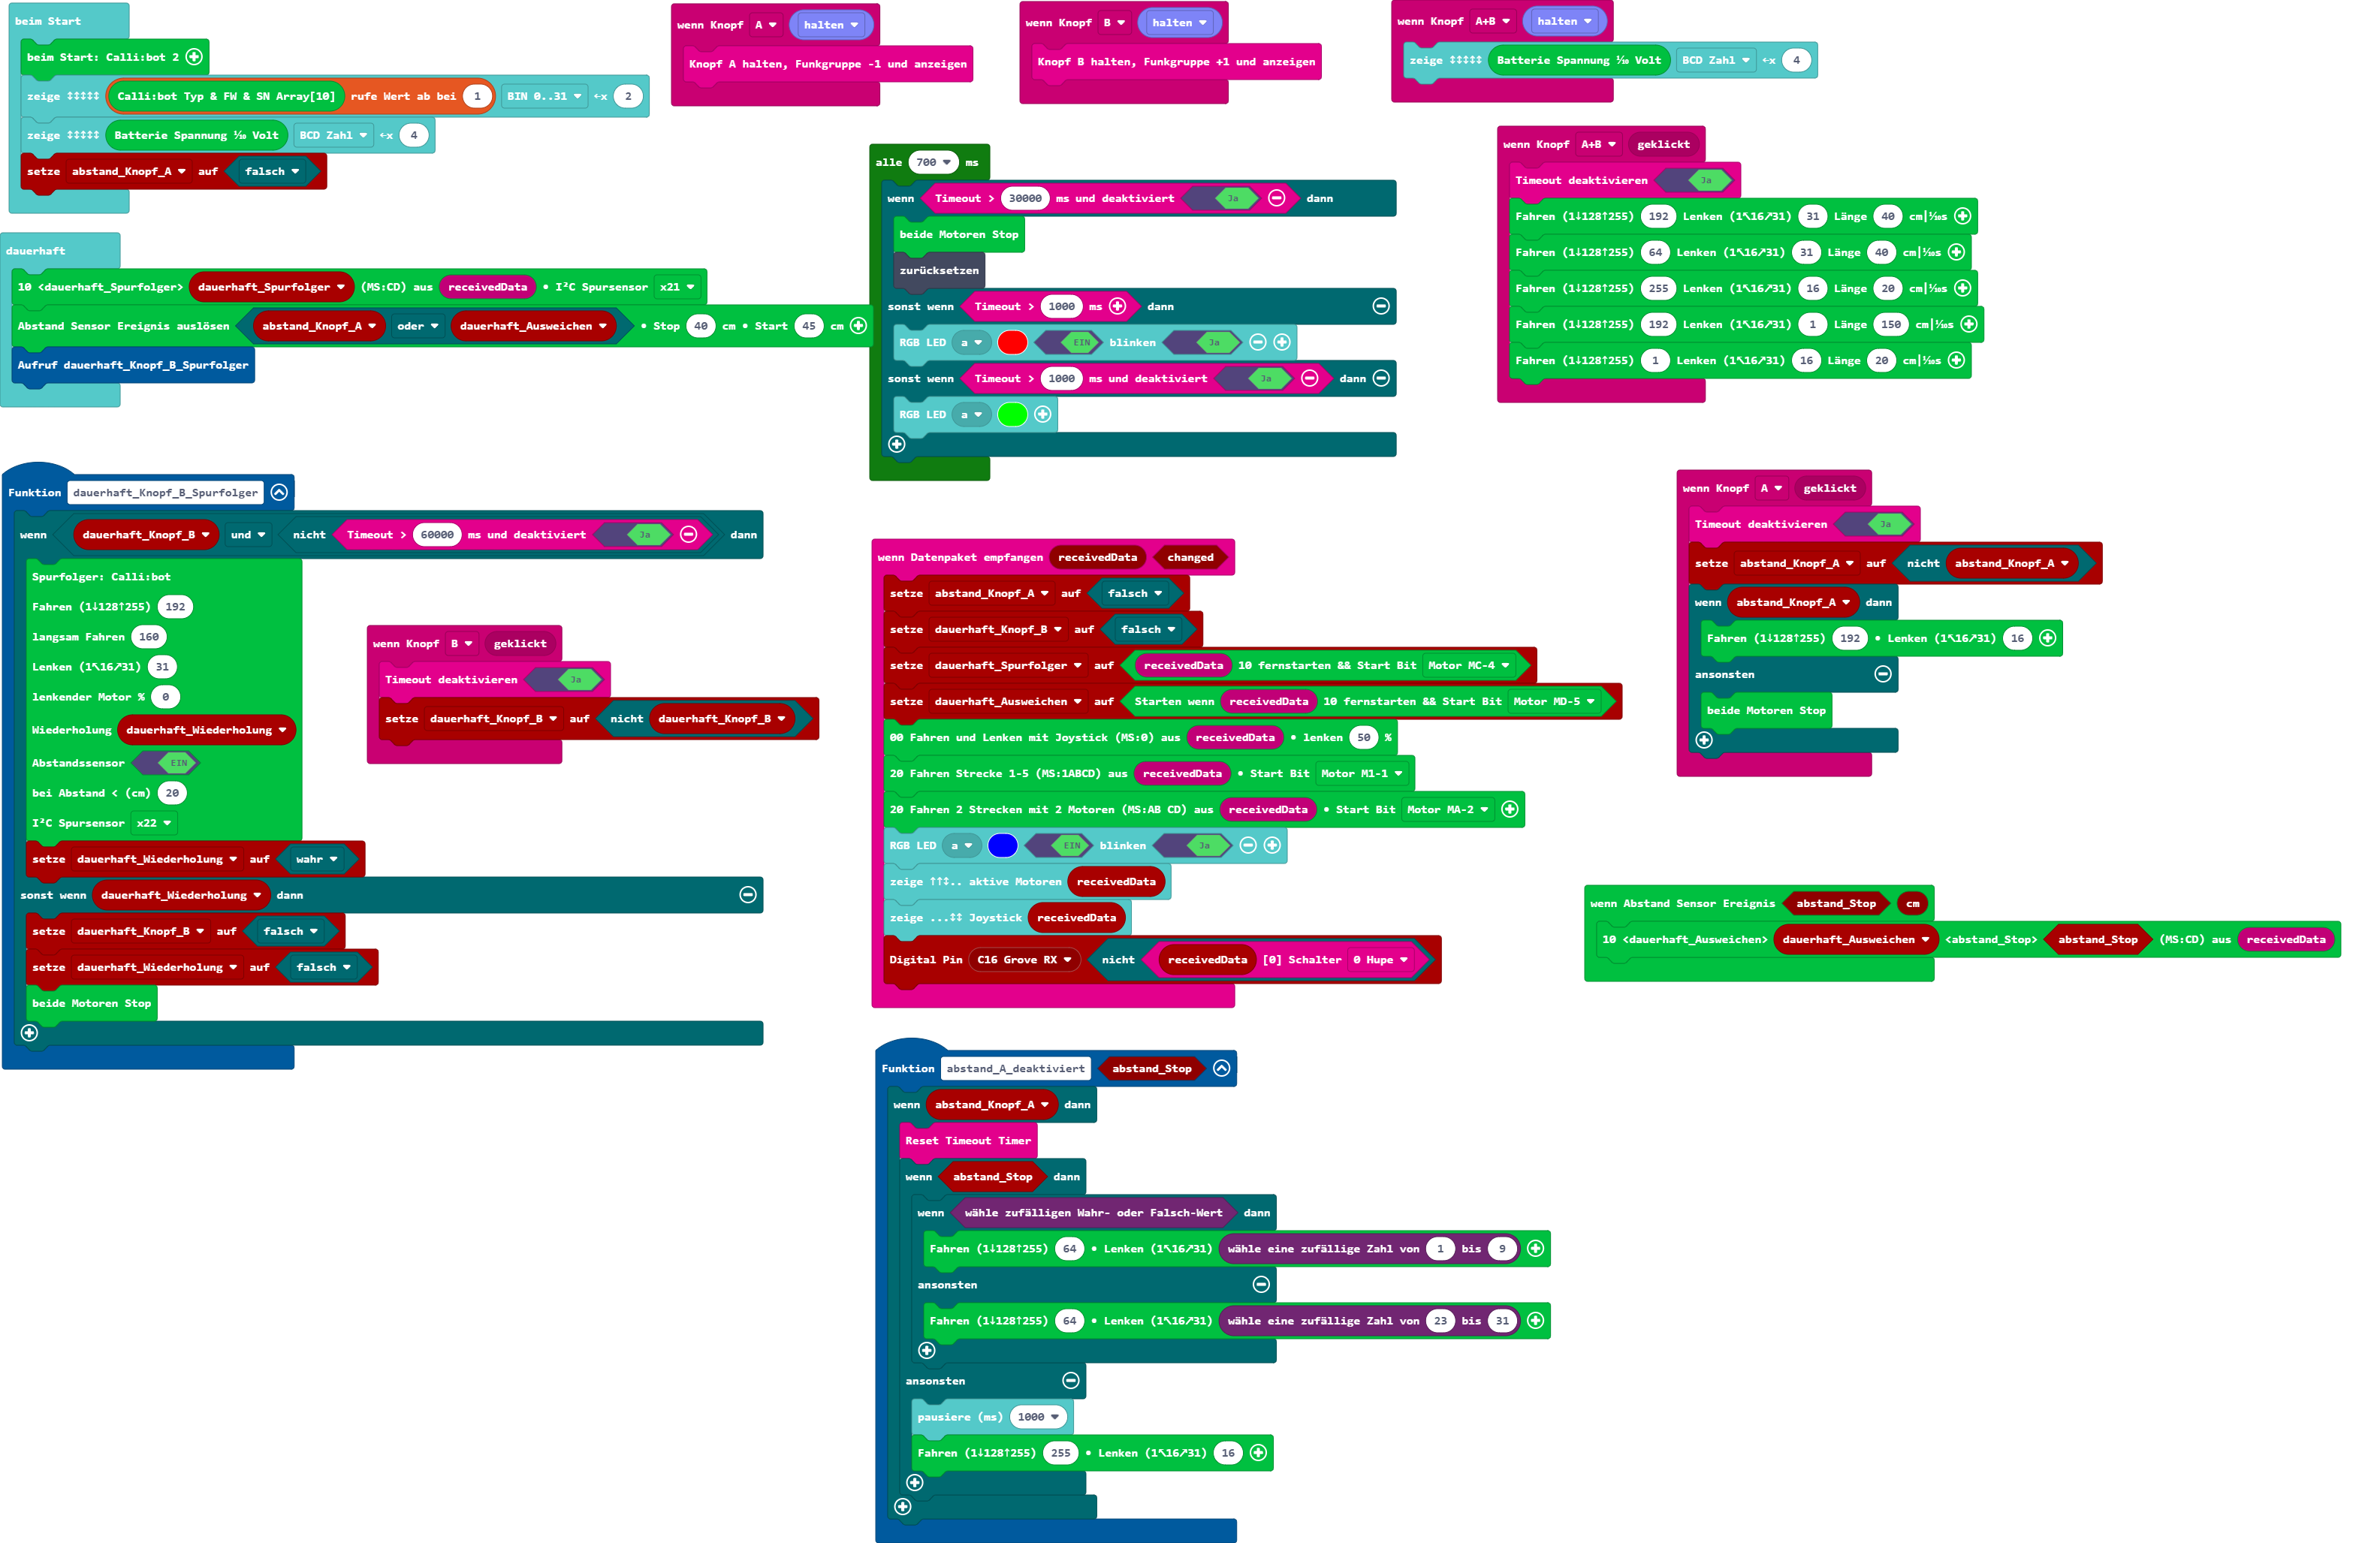 beim Start
beim Start: Calli:bot 2
zeige ↕↕↕↕↕ Calli:bot Typ & FW & SN Array[10] rufe Wert ab bei 1 BIN 0..31 ←x 2
zeige ↕↕↕↕↕ Batterie Spannung ⅒ Volt BCD Zahl ←x 4
setze abstand_Knopf_A auf falsch
wenn Knopf A halten
Knopf A halten, Funkgruppe -1 und anzeigen
wenn Knopf B halten
Knopf B halten, Funkgruppe +1 und anzeigen
wenn Knopf A+B halten
zeige ↕↕↕↕↕ Batterie Spannung ⅒ Volt BCD Zahl ←x 4
dauerhaft
10 <dauerhaft_Spurfolger> dauerhaft_Spurfolger (MS:CD) aus receivedData • I²C Spursensor x21
Abstand Sensor Ereignis auslösen abstand_Knopf_A oder dauerhaft_Ausweichen • Stop 40 cm • Start 45 cm
Aufruf dauerhaft_Knopf_B_Spurfolger
alle 700 ms
wenn Timeout > 30000 ms und deaktiviert Ja dann
beide Motoren Stop
zurücksetzen
sonst wenn Timeout > 1000 ms dann
RGB LED a EIN blinken Ja
sonst wenn Timeout > 1000 ms und deaktiviert Ja dann
RGB LED a
wenn Knopf A+B geklickt
Timeout deaktivieren Ja
Fahren (1↓128↑255) 192 Lenken (1↖16↗31) 31 Länge 40 cm|⅒s
Fahren (1↓128↑255) 64 Lenken (1↖16↗31) 31 Länge 40 cm|⅒s
Fahren (1↓128↑255) 255 Lenken (1↖16↗31) 16 Länge 20 cm|⅒s
Fahren (1↓128↑255) 192 Lenken (1↖16↗31) 1 Länge 150 cm|⅒s
Fahren (1↓128↑255) 1 Lenken (1↖16↗31) 16 Länge 20 cm|⅒s
Funktion dauerhaft_Knopf_B_Spurfolger
wenn dauerhaft_Knopf_B und nicht Timeout > 60000 ms und deaktiviert Ja dann
Spurfolger: Calli:bot
Fahren (1↓128↑255) 192
langsam Fahren 160
Lenken (1↖16↗31) 31
lenkender Motor % 0
Wiederholung dauerhaft_Wiederholung
Abstandssensor EIN
bei Abstand < (cm) 20
I²C Spursensor x22
setze dauerhaft_Wiederholung auf wahr
sonst wenn dauerhaft_Wiederholung dann
setze dauerhaft_Knopf_B auf falsch
setze dauerhaft_Wiederholung auf falsch
beide Motoren Stop
wenn Knopf B geklickt
Timeout deaktivieren Ja
setze dauerhaft_Knopf_B auf nicht dauerhaft_Knopf_B
wenn Datenpaket empfangen receivedData changed
setze abstand_Knopf_A auf falsch
setze dauerhaft_Knopf_B auf falsch
setze dauerhaft_Spurfolger auf receivedData 10 fernstarten && Start Bit Motor MC-4
setze dauerhaft_Ausweichen auf Starten wenn receivedData 10 fernstarten && Start Bit Motor MD-5
00 Fahren und Lenken mit Joystick (MS:0) aus receivedData • lenken 50 %
20 Fahren Strecke 1-5 (MS:1ABCD) aus receivedData • Start Bit Motor M1-1
20 Fahren 2 Strecken mit 2 Motoren (MS:AB CD) aus receivedData • Start Bit Motor MA-2
RGB LED a EIN blinken Ja
zeige ↑↑↕.. aktive Motoren receivedData
zeige ...↕↕ Joystick receivedData
Digital Pin C16 Grove RX nicht receivedData [0] Schalter 0 Hupe
wenn Knopf A geklickt
Timeout deaktivieren Ja
setze abstand_Knopf_A auf nicht abstand_Knopf_A
wenn abstand_Knopf_A dann
Fahren (1↓128↑255) 192 • Lenken (1↖16↗31) 16
ansonsten
beide Motoren Stop
wenn Abstand Sensor Ereignis abstand_Stop cm
10 <dauerhaft_Ausweichen> dauerhaft_Ausweichen <abstand_Stop> abstand_Stop (MS:CD) aus receivedData
Funktion abstand_A_deaktiviert abstand_Stop
wenn abstand_Knopf_A dann
Reset Timeout Timer
wenn abstand_Stop dann
wenn wähle zufälligen Wahr- oder Falsch-Wert dann
Fahren (1↓128↑255) 64 • Lenken (1↖16↗31) wähle eine zufällige Zahl von 1 bis 9
ansonsten
Fahren (1↓128↑255) 64 • Lenken (1↖16↗31) wähle eine zufällige Zahl von 23 bis 31
ansonsten
pausiere (ms) 1000
Fahren (1↓128↑255) 255 • Lenken (1↖16↗31) 16